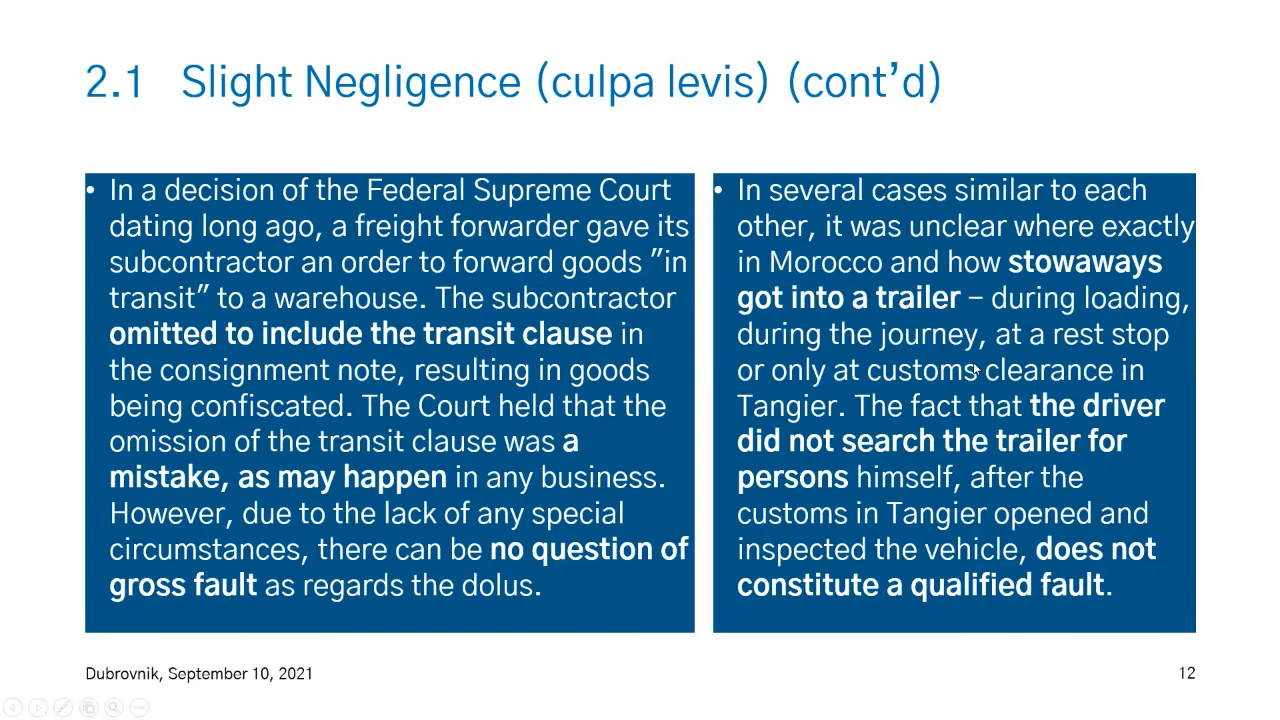 2.1 Slight Negligence (culpa levis) (cont’d)
• In a decision of the Federal Supreme Court
dating long ago, a freight forwarder gave its
subcontractor an order to forward goods ”in
transit” to a warehouse. The subcontractor
omitted to include the transit clause in
the consignment note, resulting in goods
being confiscated. The Court held that the
omission of the transit clause was a
mistake, as may happen in any business.
However, due to the lack of any special
circumstances, there can be no question of
gross fault as regards the dolus.
• In several cases similar to each
other, it was unclear where exactly
in Morocco and how stowaways
got into a trailer – during loading,
during the journey, at a rest stop
or only at customs clearance in
Tangier. The fact that the driver
did not search the trailer for
persons himself, after the
customs in Tangier opened and
inspected the vehicle, does not
constitute a qualified fault.
Dubrovnik, September 10, 2021
12